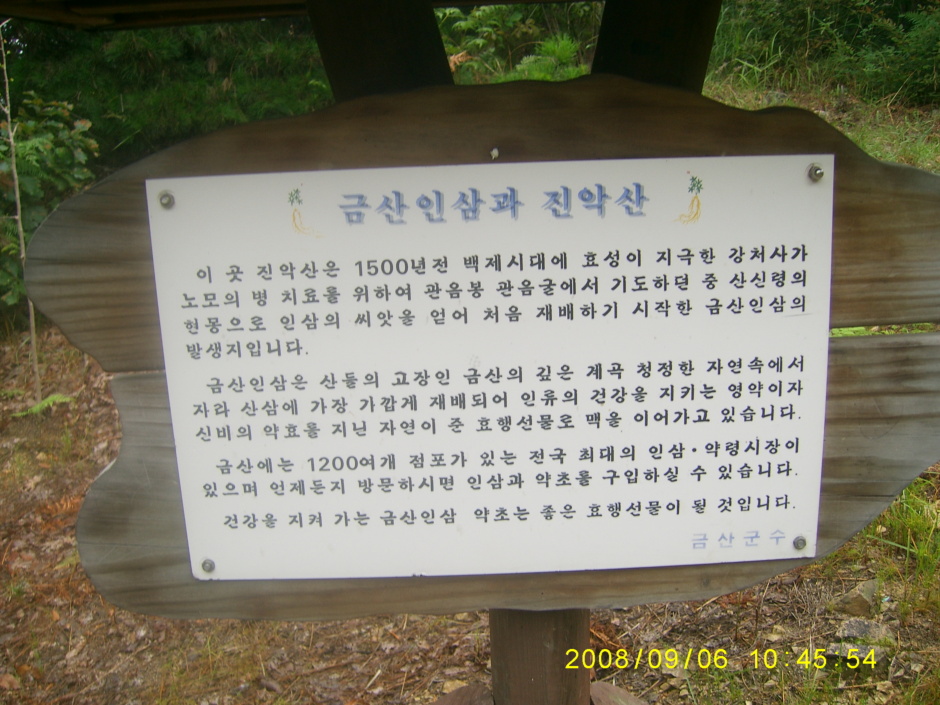 금산인삼과 진악산
이 곳 진악산은 1500년전 백제시대에 효성이 지극한 강처사가
노모의 병 치료를 위하여 관음봉 관음굴에서 기도하던 중 산신령의
현몽으로 인삼의 씨앗을 얻어 처음 재배하기 시작한 금산인삼의
발생지입니다.
금산인삼은 산들의 고장인 금산의 깊은 계곡 청정한 자연속에서
자라 산삼에 가장 가깝게 재배되어 인류의 건강을 지키는 영약이자
신비의 약효를 지닌 자연이 준 효행선물로 맥을 이어가고 있습니다.
금산에는 1200여개 점포가 있는 전국 최대의 인삼·약령시장이
있으며 언제든지 방문하시면 인삼과 약초를 구입하실 수 있습니다.
건강을 지켜 가는 금산인삼 약초는 좋은 효행선물이 될 것입니다.
금산군수
2008/09/06 10:45:54